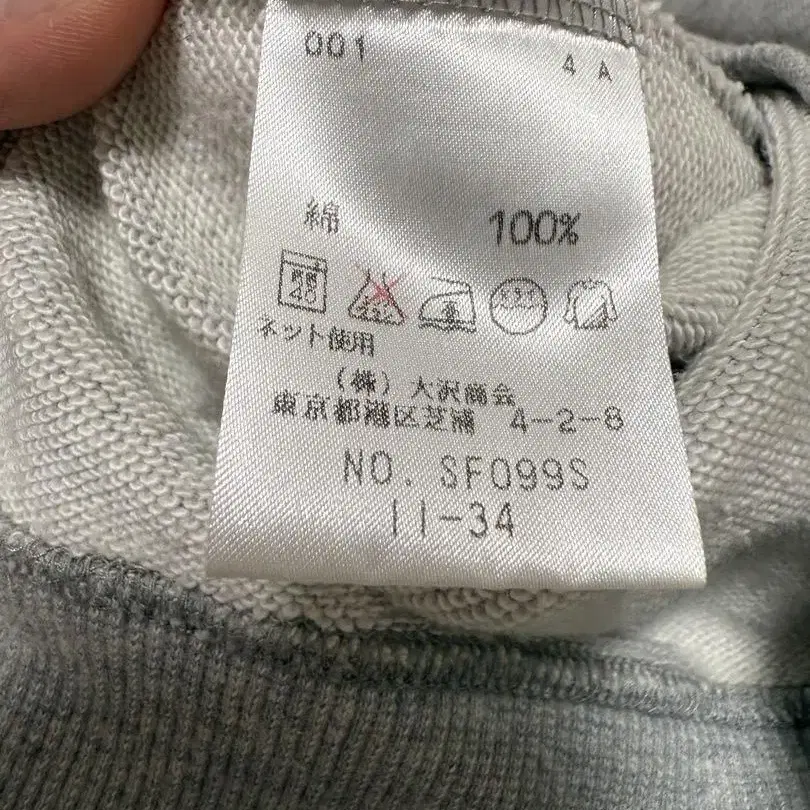 001 4 A
綿 100%
40
ネット使用
(株) 大沢商会
東京都港区芝浦 4-2-8
NO. SF099S
11-34